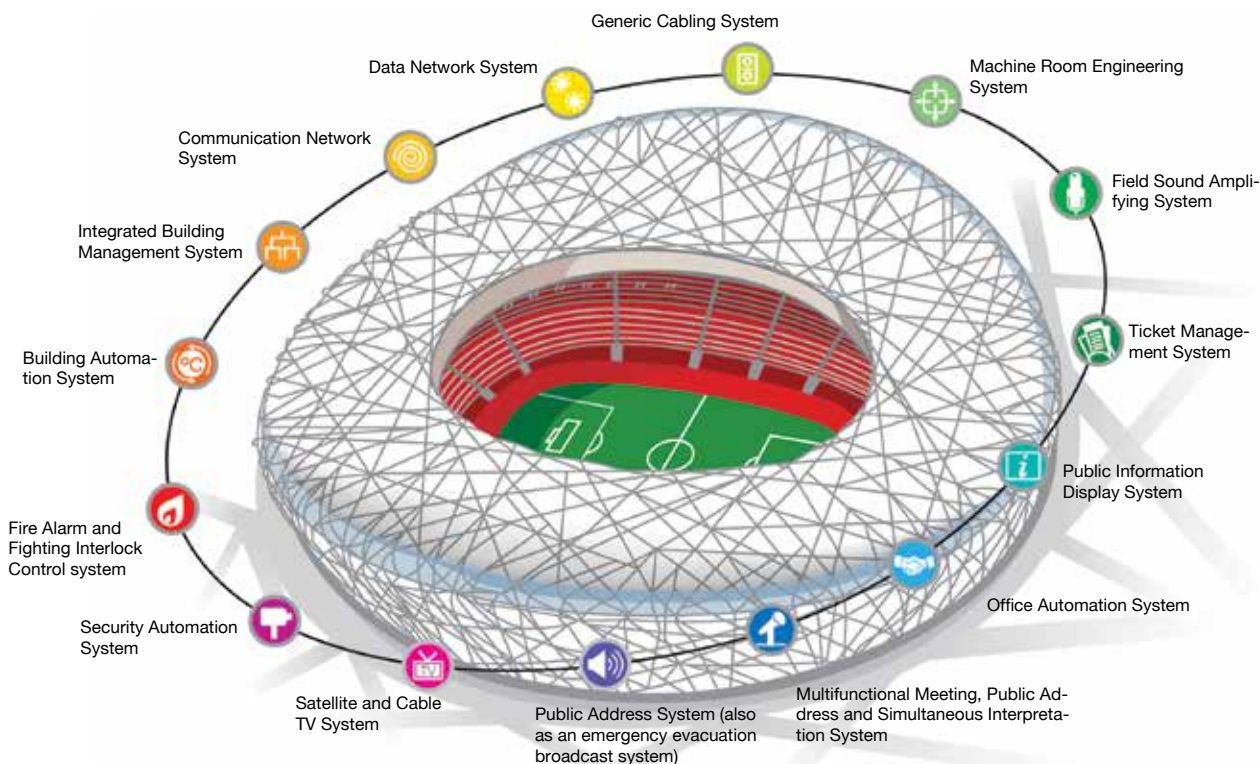 Generic Cabling System
Data Network System
Machine Room Engineering
System
Communication Network
System
Field Sound Ampli-
fying System
Integrated Building
Management System
Ticket Manage-
ment System
Building Automa-
tion System
°C
i
Public Information
Display System
Fire Alarm and
Fighting Interlock
Control system
Office Automation System
Security Automation
System
TV
Satellite and Cable
TV System
Public Address System (also
as an emergency evacuation
broadcast system)
Multifunctional Meeting, Public Ad-
dress and Simultaneous Interpreta-
tion System